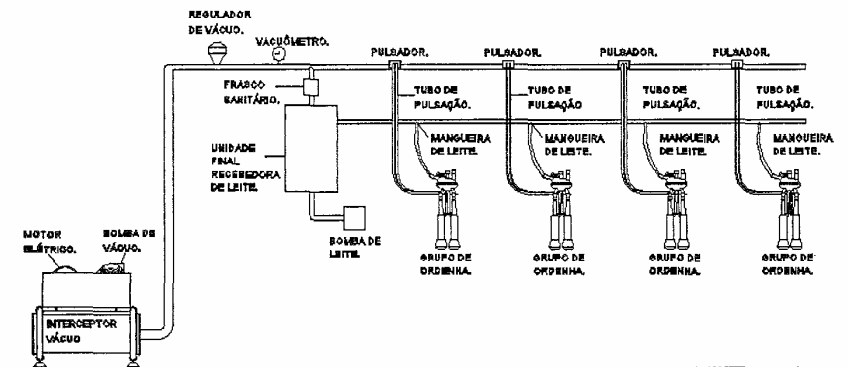 REGULADOR
DE VÁCUO.
VACUÔMETRO.
PULSADOR.
PULSADOR.
PULSADOR.
PULSADOR.
FRASCO
SANITÁRIO.
TUBO DE
PULSAÇÃO.
TUBO DE
PULSAÇÃO
TUBO DE
PULSAÇÃO.
TUBO DE
PULSAÇÃO.
UNIDADE
FINAL
RECEBEDORA
DE LEITE.
MANGUEIRA
DE LEITE.
MANGUEIRA
DE LEITE.
MANGUEIRA
DE LEITE.
MANGUEIRA
DE LEITE.
BOMBA DE
LEITE.
GRUPO DE
ORDENHA.
GRUPO DE
ORDENHA.
GRUPO DE
ORDENHA.
GRUPO DE
ORDENHA.
MOTOR
ELÉTRICO.
BOMBA DE
VÁCUO.
INTERCEPTOR
VÁCUO